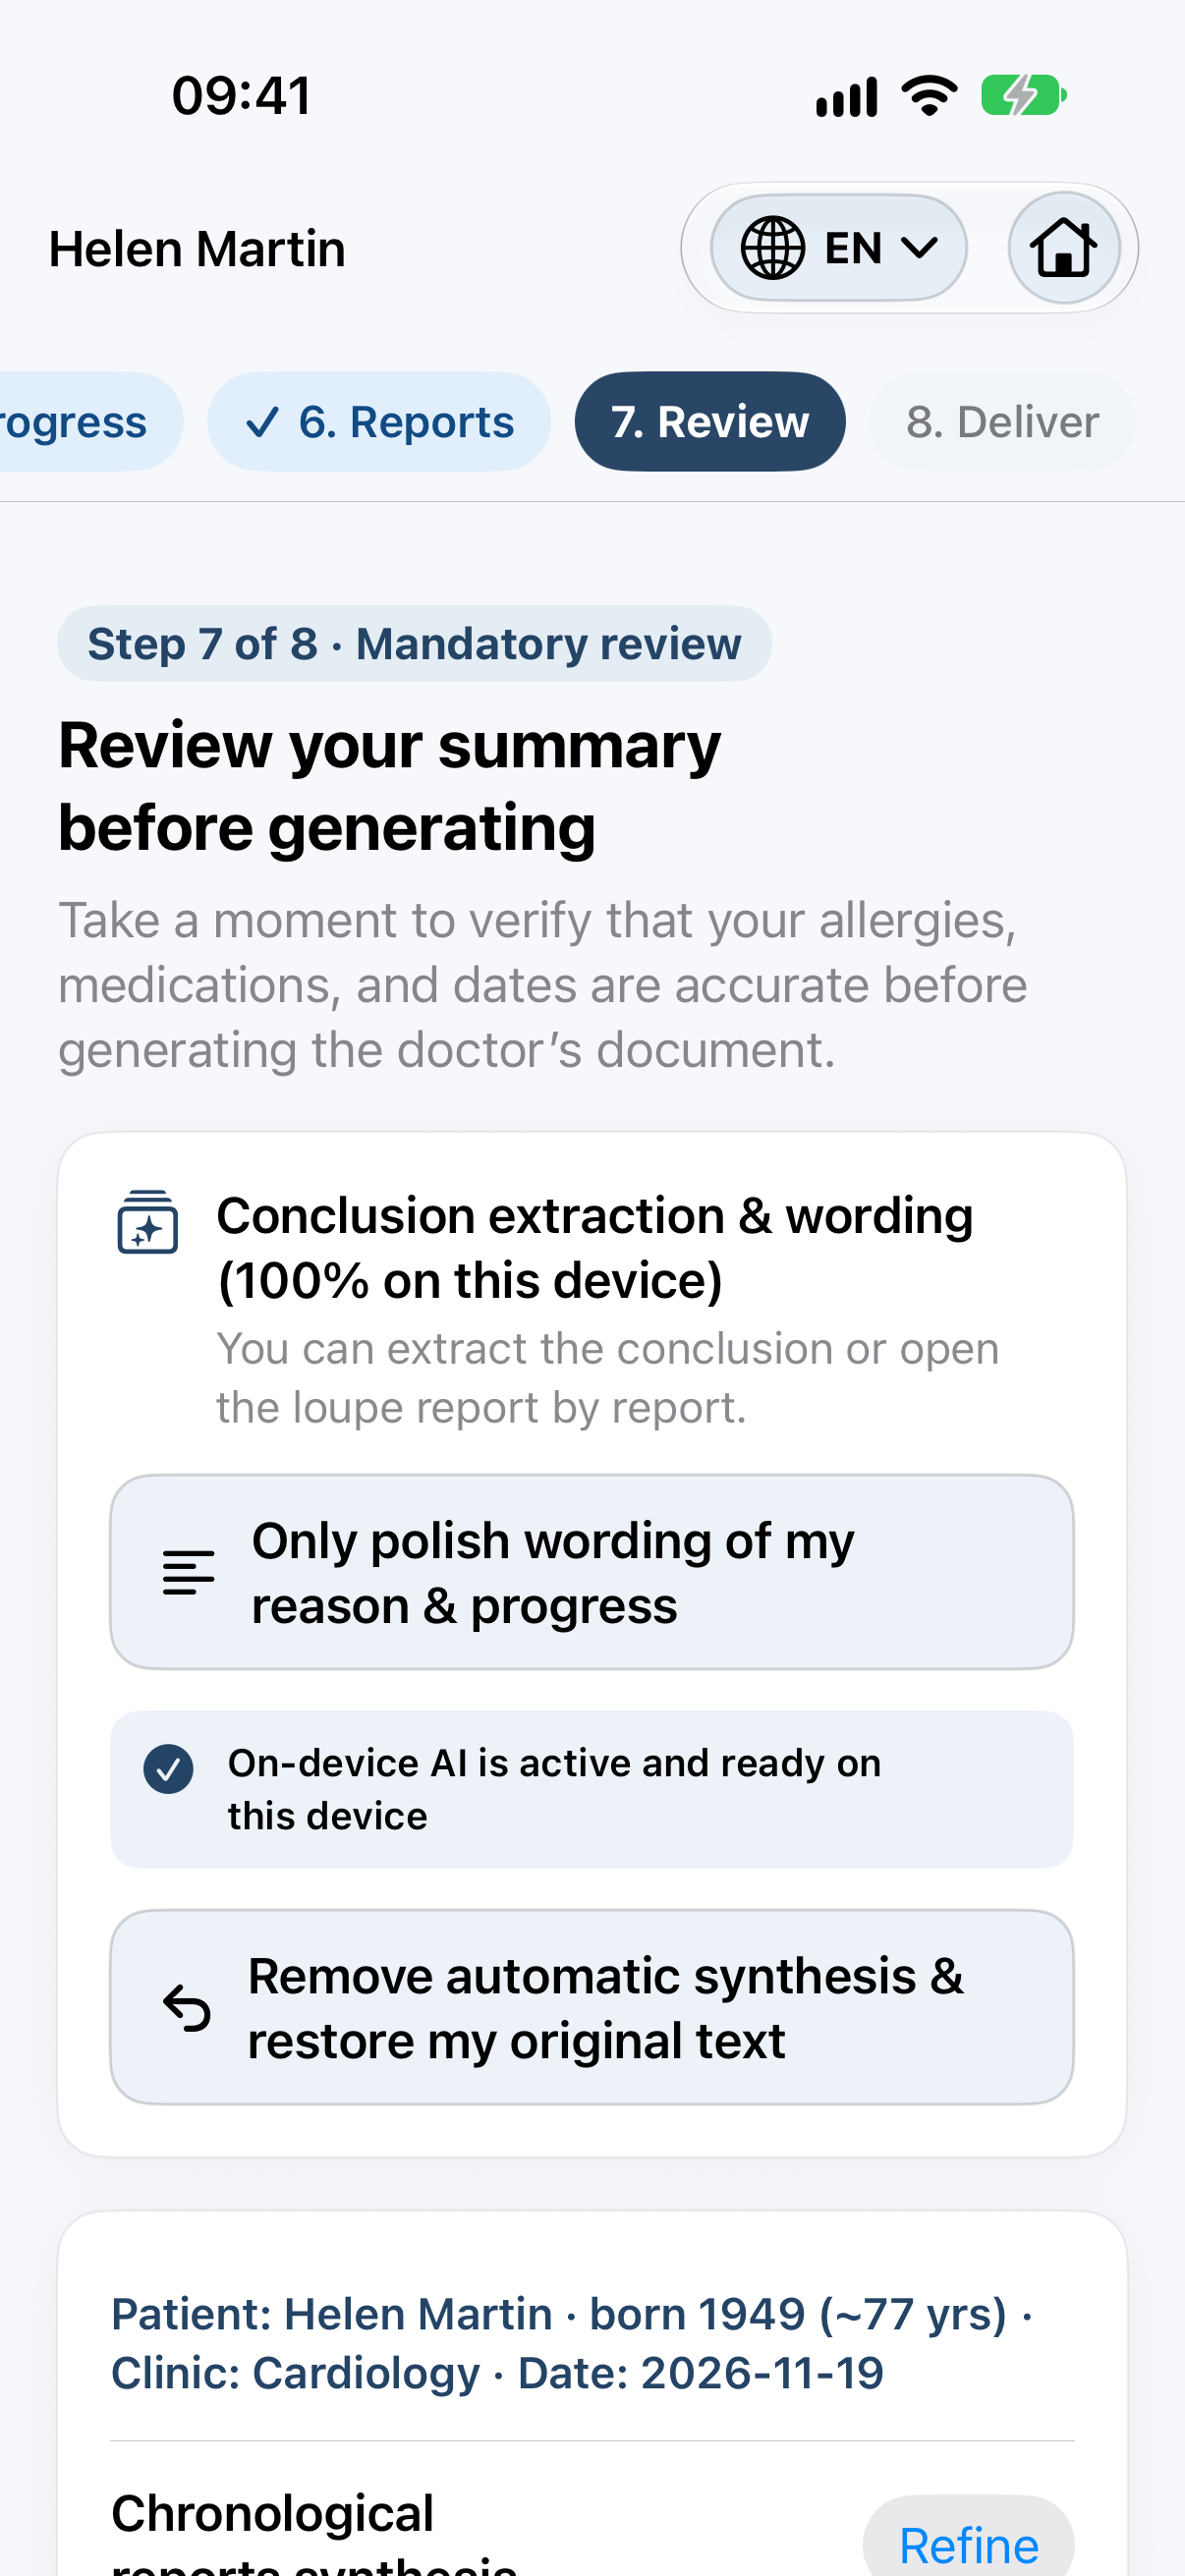 09:41
Helen Martin
EN
rogress
✓ 6. Reports
7. Review
8. Deliver
Step 7 of 8 · Mandatory review
Review your summary
before generating
Take a moment to verify that your allergies,
medications, and dates are accurate before
generating the doctor’s document.
Conclusion extraction & wording
(100% on this device)
You can extract the conclusion or open
the loupe report by report.
Only polish wording of my
reason & progress
On-device AI is active and ready on
this device
Remove automatic synthesis &
restore my original text
Patient: Helen Martin · born 1949 (~77 yrs) ·
Clinic: Cardiology · Date: 2026-11-19
Chronological
reports synthesis
Refine